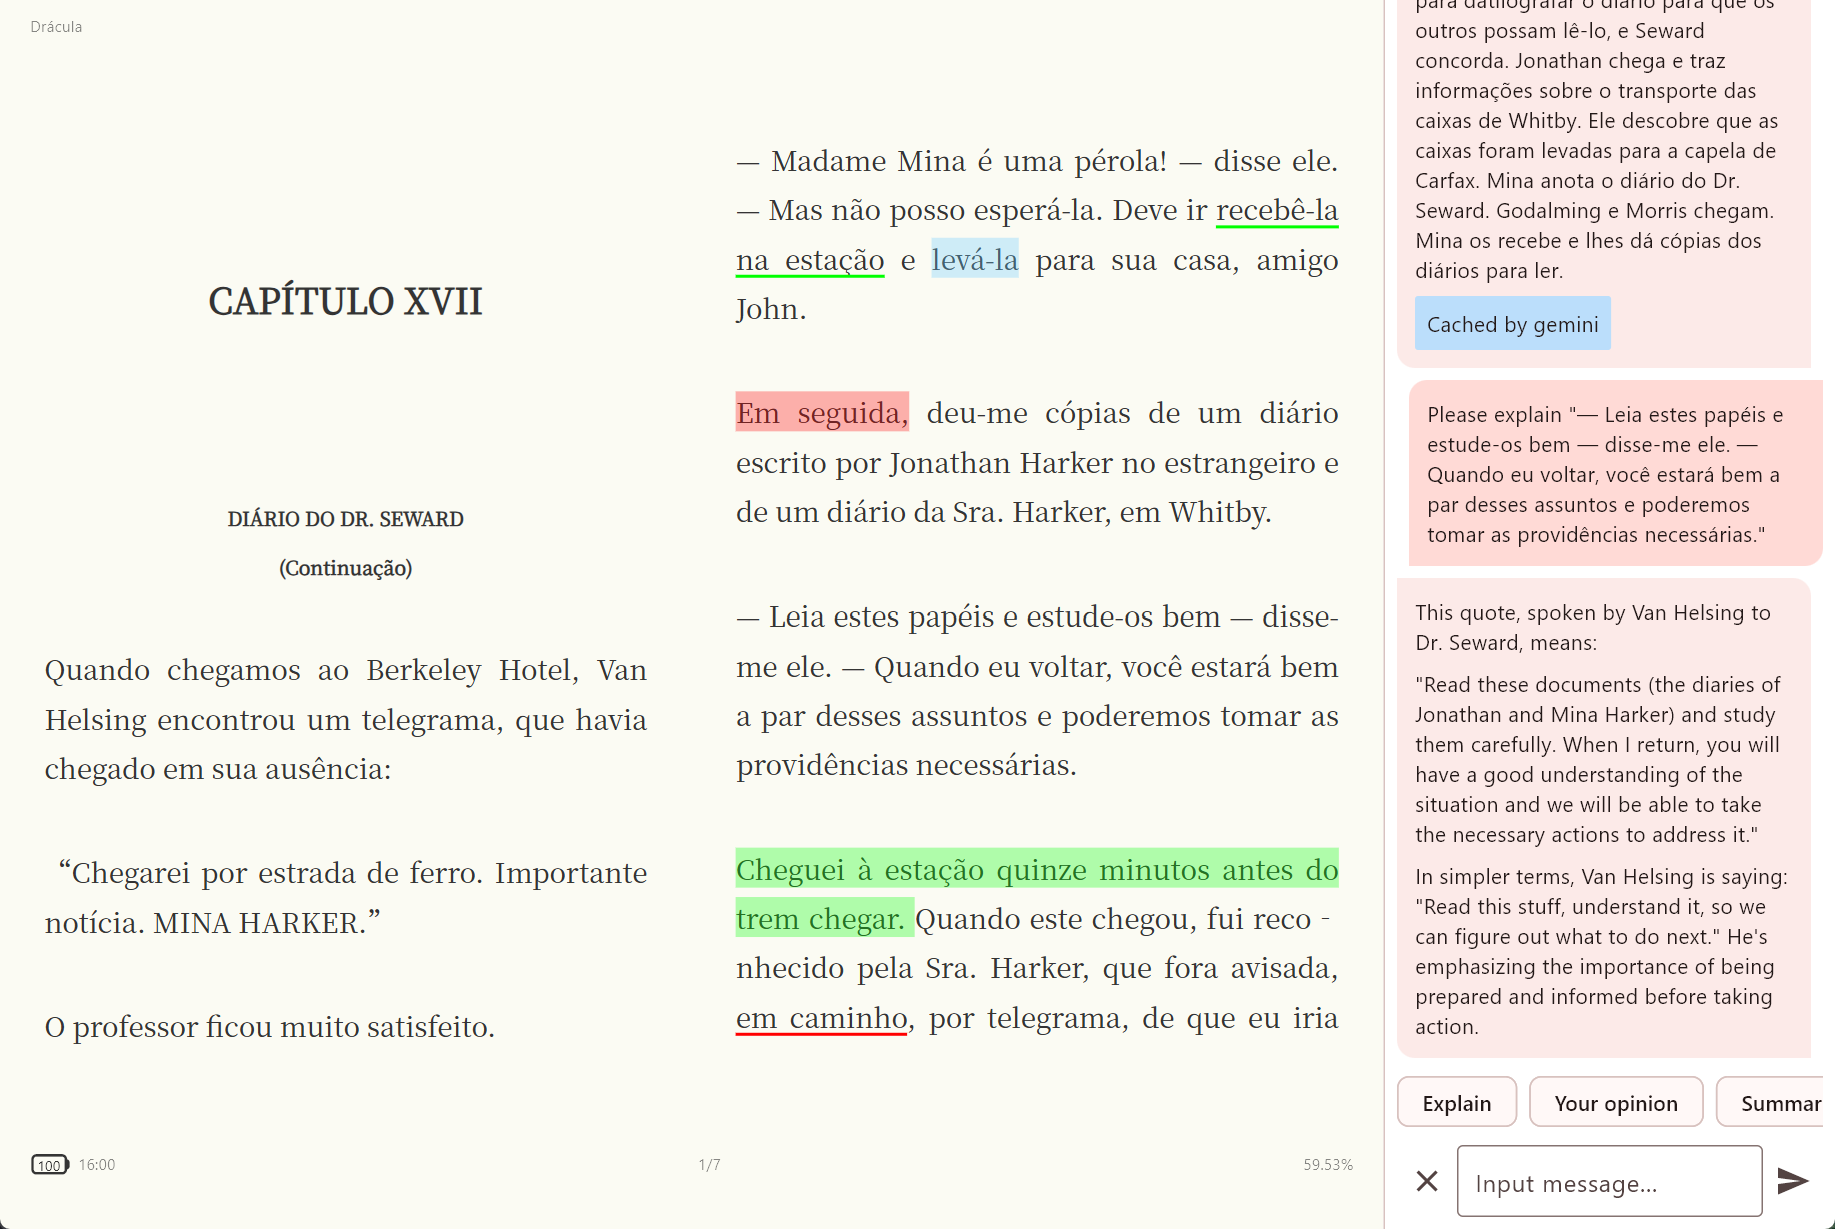 Drácula
CAPÍTULO XVII
DIÁRIO DO DR. SEWARD
(Continuação)
Quando chegamos ao Berkeley Hotel, Van
Helsing encontrou um telegrama, que havia
chegado em sua ausência:
“Chegarei por estrada de ferro. Importante
notícia. MINA HARKER.”
O professor ficou muito satisfeito.
— Madame Mina é uma pérola! — disse ele.
— Mas não posso esperá-la. Deve ir recebê-la
na estação e levá-la para sua casa, amigo
John.
Em seguida, deu-me cópias de um diário
escrito por Jonathan Harker no estrangeiro e
de um diário da Sra. Harker, em Whitby.
— Leia estes papéis e estude-os bem — disse-
me ele. — Quando eu voltar, você estará bem
a par desses assuntos e poderemos tomar as
providências necessárias.
Cheguei à estação quinze minutos antes do
trem chegar. Quando este chegou, fui reco -
nhecido pela Sra. Harker, que fora avisada,
em caminho, por telegrama, de que eu iria
100 16:00
1/7
59.53%
para datilografar o diário para que os
outros possam lê-lo, e Seward
concorda. Jonathan chega e traz
informações sobre o transporte das
caixas de Whitby. Ele descobre que as
caixas foram levadas para a capela de
Carfax. Mina anota o diário do Dr.
Seward. Godalming e Morris chegam.
Mina os recebe e lhes dá cópias dos
diários para ler.
Cached by gemini
Please explain "— Leia estes papéis e
estude-os bem — disse-me ele. —
Quando eu voltar, você estará bem a
par desses assuntos e poderemos
tomar as providências necessárias."
This quote, spoken by Van Helsing to
Dr. Seward, means:
"Read these documents (the diaries of
Jonathan and Mina Harker) and study
them carefully. When I return, you will
have a good understanding of the
situation and we will be able to take
the necessary actions to address it."
In simpler terms, Van Helsing is saying:
"Read this stuff, understand it, so we
can figure out what to do next." He's
emphasizing the importance of being
prepared and informed before taking
action.
Explain
Your opinion
Summar
Input message...